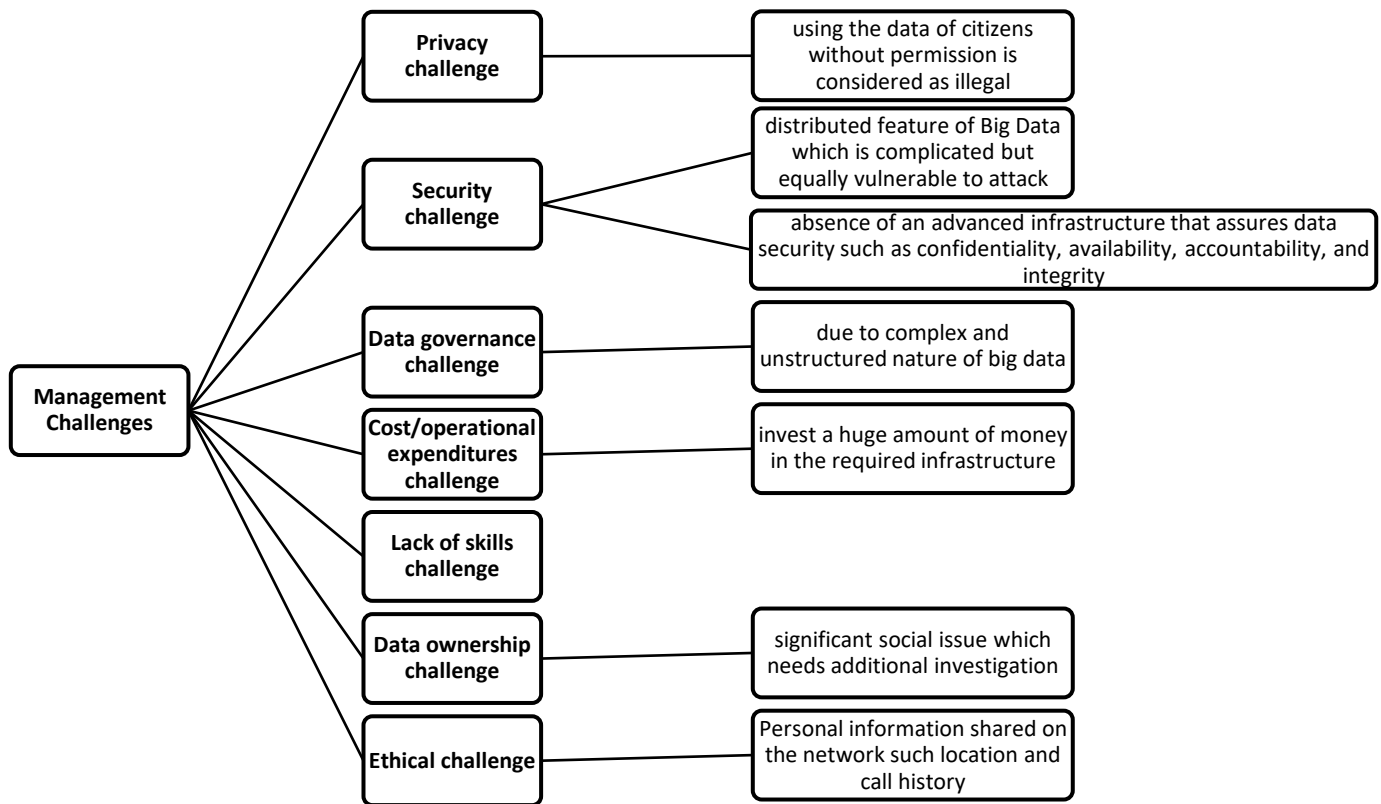 Privacy
challenge
using the data of citizens
without permission is
considered as illegal
distributed feature of Big Data
which is complicated but
equally vulnerable to attack
Security
challenge
absence of an advanced infrastructure that assures data
security such as confidentiality, availability, accountability, and
integrity
Data governance
challenge
due to complex and
unstructured nature of big data
Management
Challenges
Cost/operational
expenditures
challenge
invest a huge amount of money
in the required infrastructure
Lack of skills
challenge
Data ownership
challenge
significant social issue which
needs additional investigation
Ethical challenge
Personal information shared on
the network such location and
call history